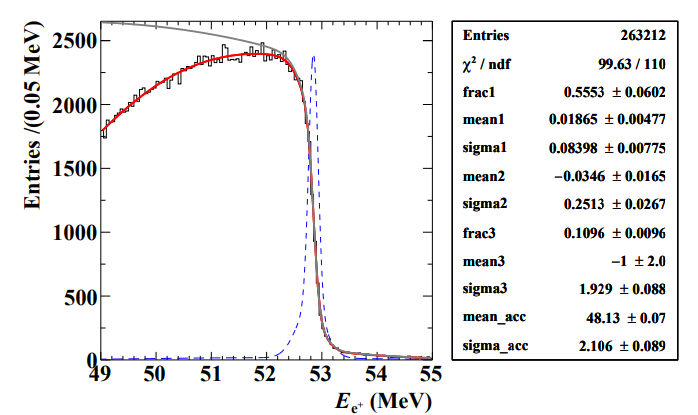 Entries /(0.05 MeV)
2500
2000
1500
1000
500
0
49 50 51 52 53 54 55
E_e⁺ (MeV)
Entries 263212
χ² / ndf 99.63 / 110
frac1 0.5553 ± 0.0602
mean1 0.01865 ± 0.00477
sigma1 0.08398 ± 0.00775
mean2 −0.0346 ± 0.0165
sigma2 0.2513 ± 0.0267
frac3 0.1096 ± 0.0096
mean3 −1 ± 2.0
sigma3 1.929 ± 0.088
mean_acc 48.13 ± 0.07
sigma_acc 2.106 ± 0.089